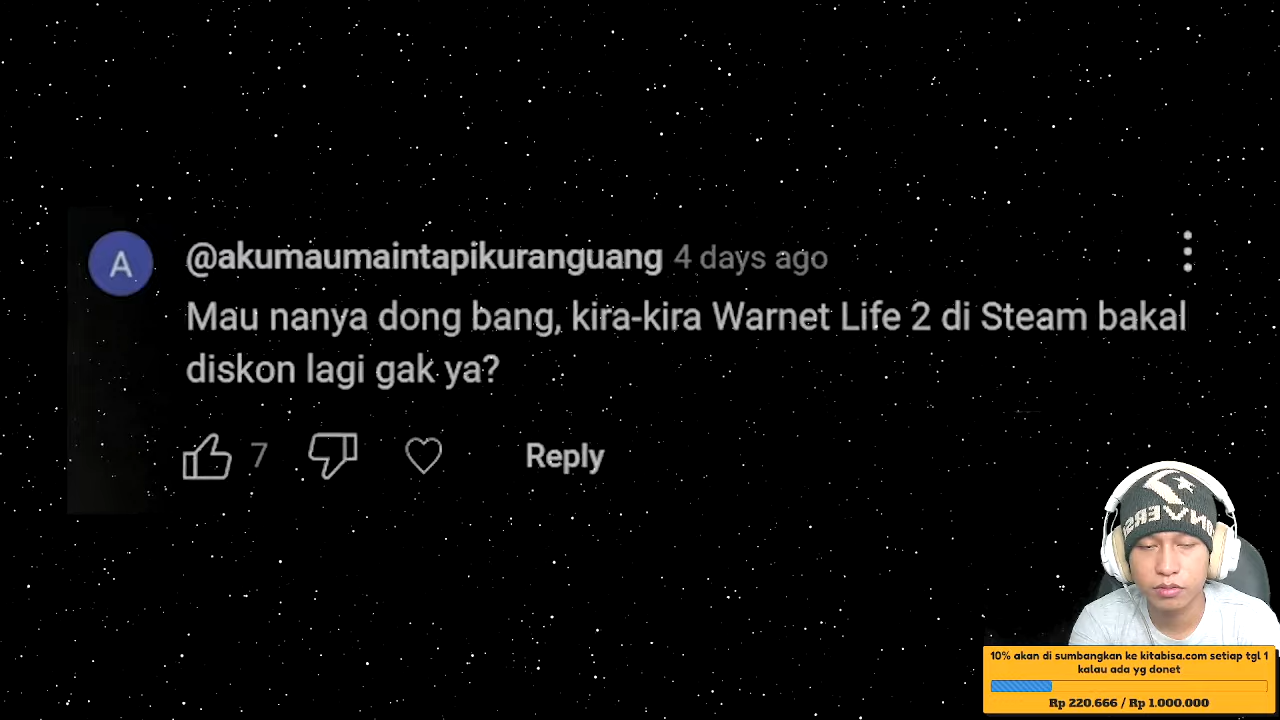 A
@akumaumaintapikuranguang 4 days ago
Mau nanya dong bang, kira-kira Warnet Life 2 di Steam bakal
diskon lagi gak ya?
7
Reply
10% akan di sumbangkan ke kitabisa.com setiap tgl 1
kalau ada yg donet
Rp 220.666 / Rp 1.000.000